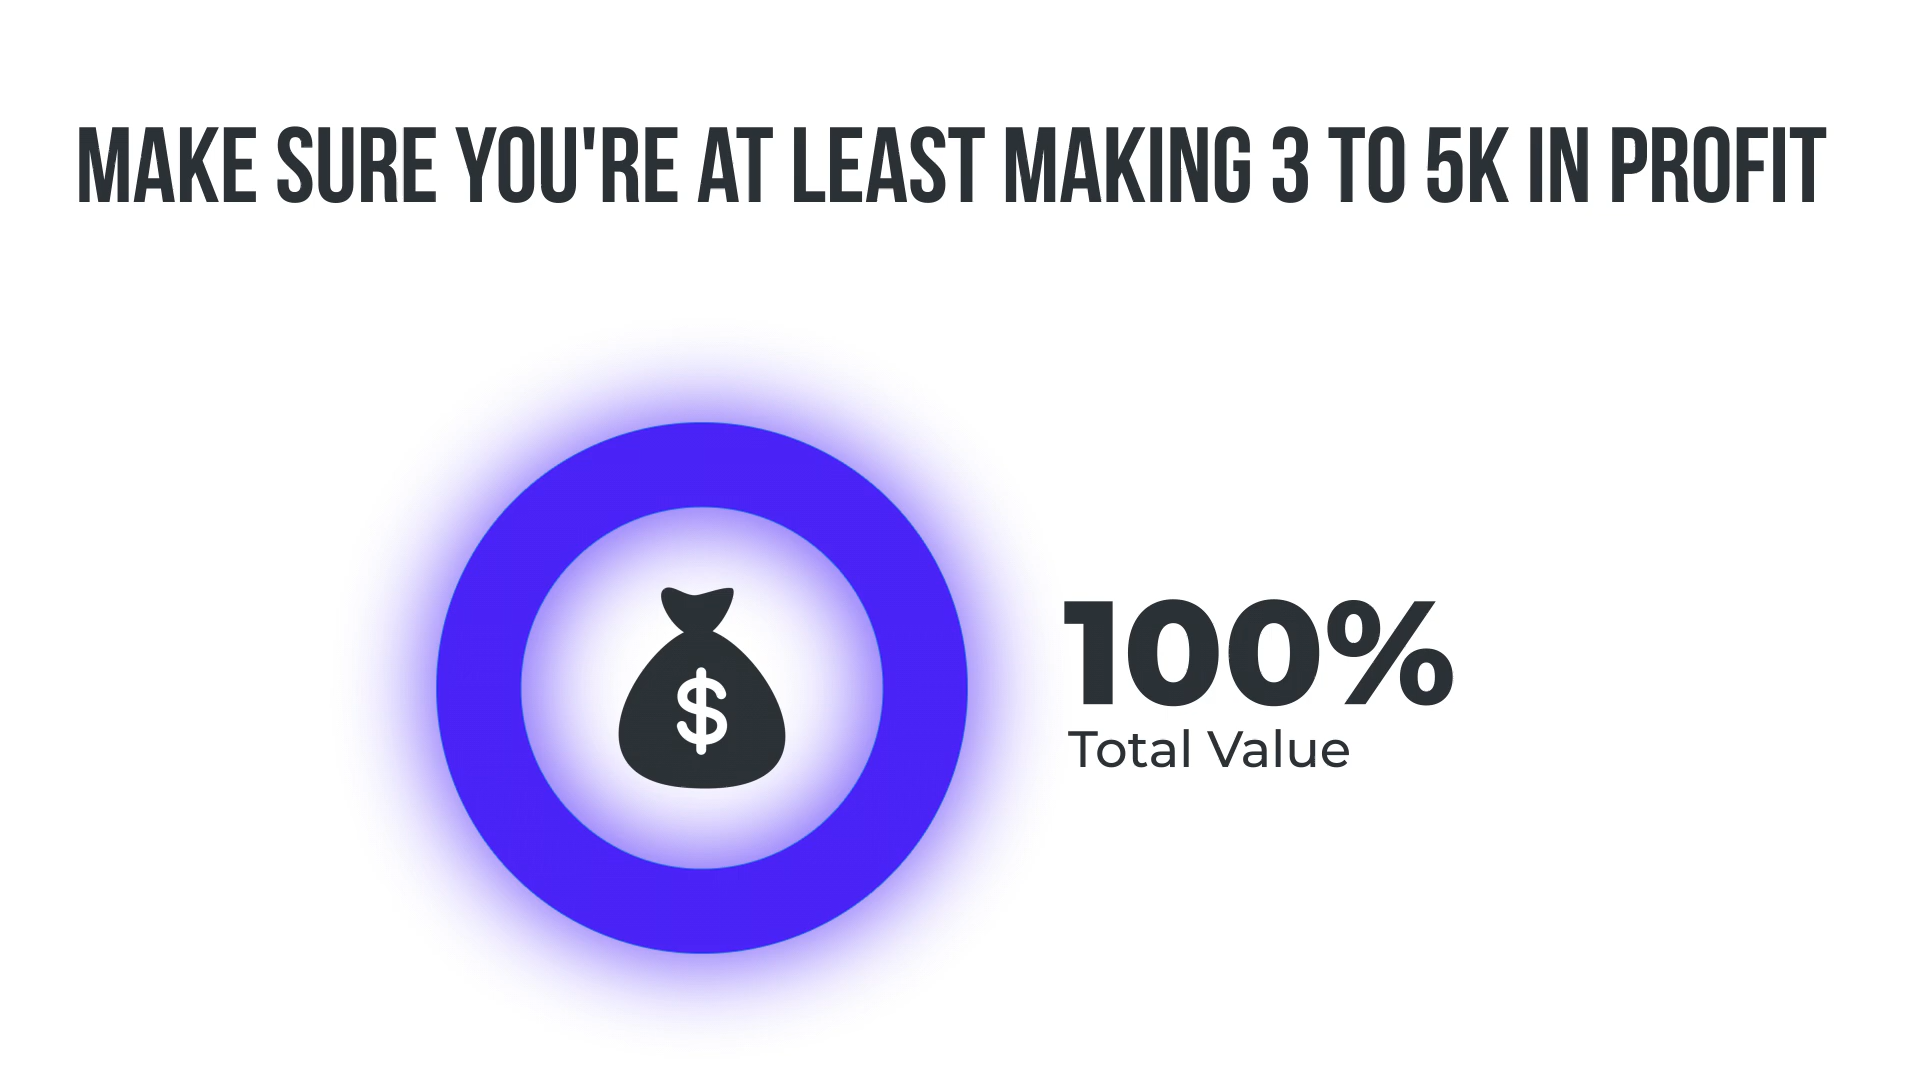 MAKE SURE YOU'RE AT LEAST MAKING 3 TO 5K IN PROFIT
$
100%
Total Value